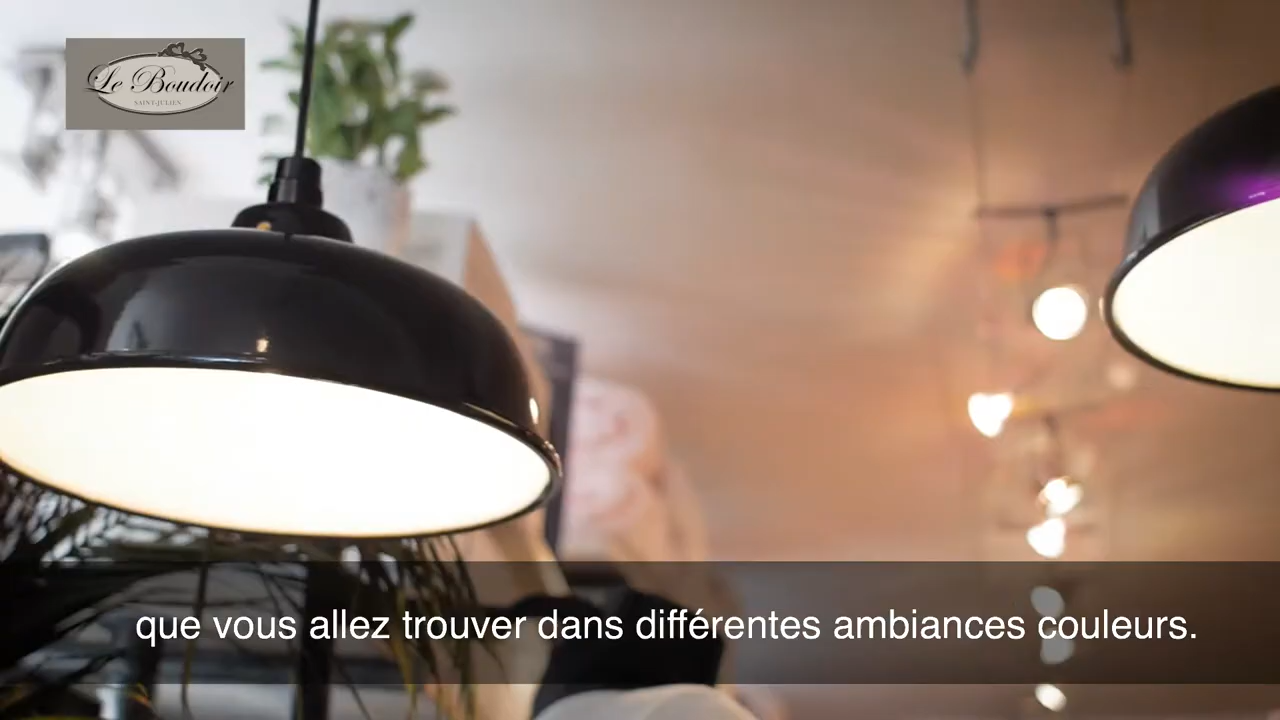 Le Boudoir
SAINT-JULIEN
que vous allez trouver dans différentes ambiances couleurs.